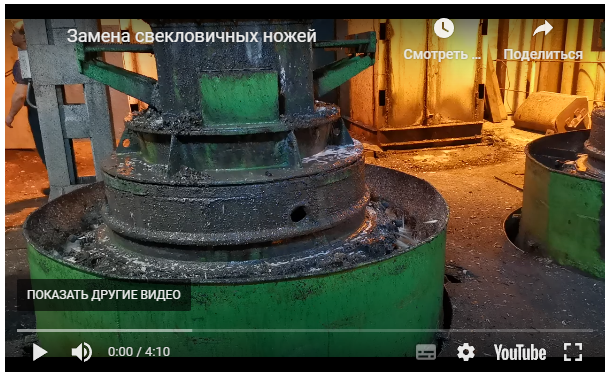 Замена свекловичных ножей
Смотреть ...
Поделиться
ПОКАЗАТЬ ДРУГИЕ ВИДЕО
0:00 / 4:10
YouTube